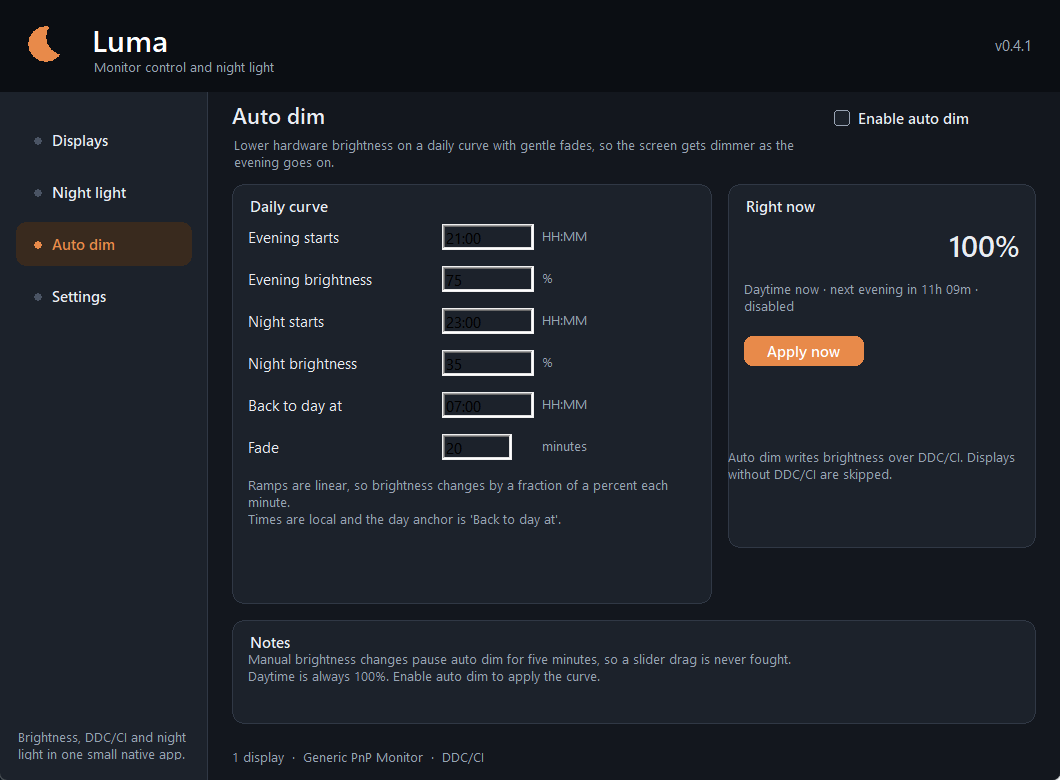 Luma
Monitor control and night light
v0.4.1
Displays
Night light
Auto dim
Settings
Brightness, DDC/CI and night
light in one small native app.
Auto dim
Enable auto dim
Lower hardware brightness on a daily curve with gentle fades, so the screen gets dimmer as the
evening goes on.
Daily curve
Evening starts 21:00 HH:MM
Evening brightness 75 %
Night starts 23:00 HH:MM
Night brightness 35 %
Back to day at 07:00 HH:MM
Fade 20 minutes
Ramps are linear, so brightness changes by a fraction of a percent each
minute.
Times are local and the day anchor is 'Back to day at'.
Right now
100%
Daytime now · next evening in 11h 09m ·
disabled
Apply now
Auto dim writes brightness over DDC/CI. Displays
without DDC/CI are skipped.
Notes
Manual brightness changes pause auto dim for five minutes, so a slider drag is never fought.
Daytime is always 100%. Enable auto dim to apply the curve.
1 display · Generic PnP Monitor · DDC/CI